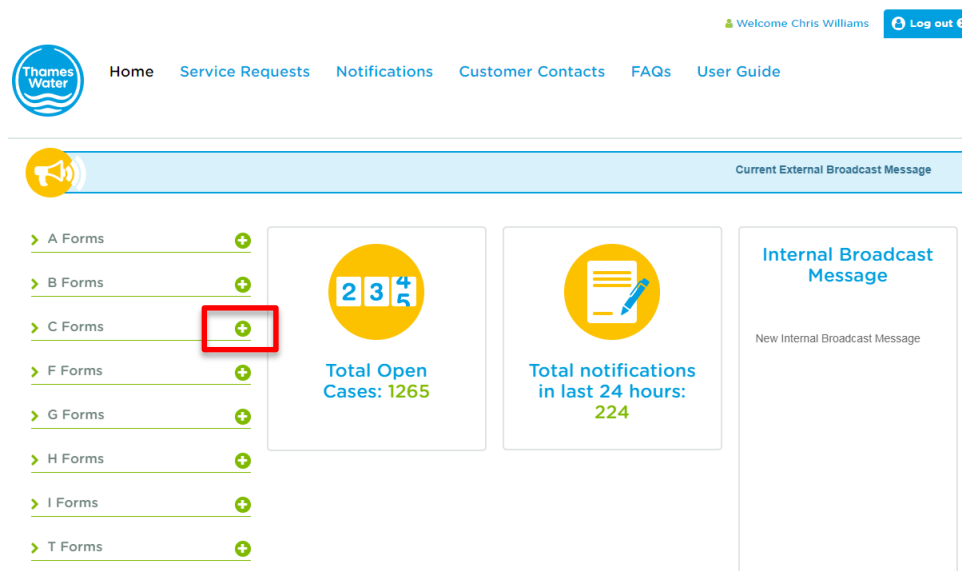 Welcome Chris Williams
Log out
Thames
Water
Home Service Requests Notifications Customer Contacts FAQs User Guide
Current External Broadcast Message
A Forms
B Forms
C Forms
F Forms
G Forms
H Forms
I Forms
T Forms
2 3 4
5
Total Open
Cases: 1265
Total notifications
in last 24 hours:
224
Internal Broadcast
Message
New Internal Broadcast Message